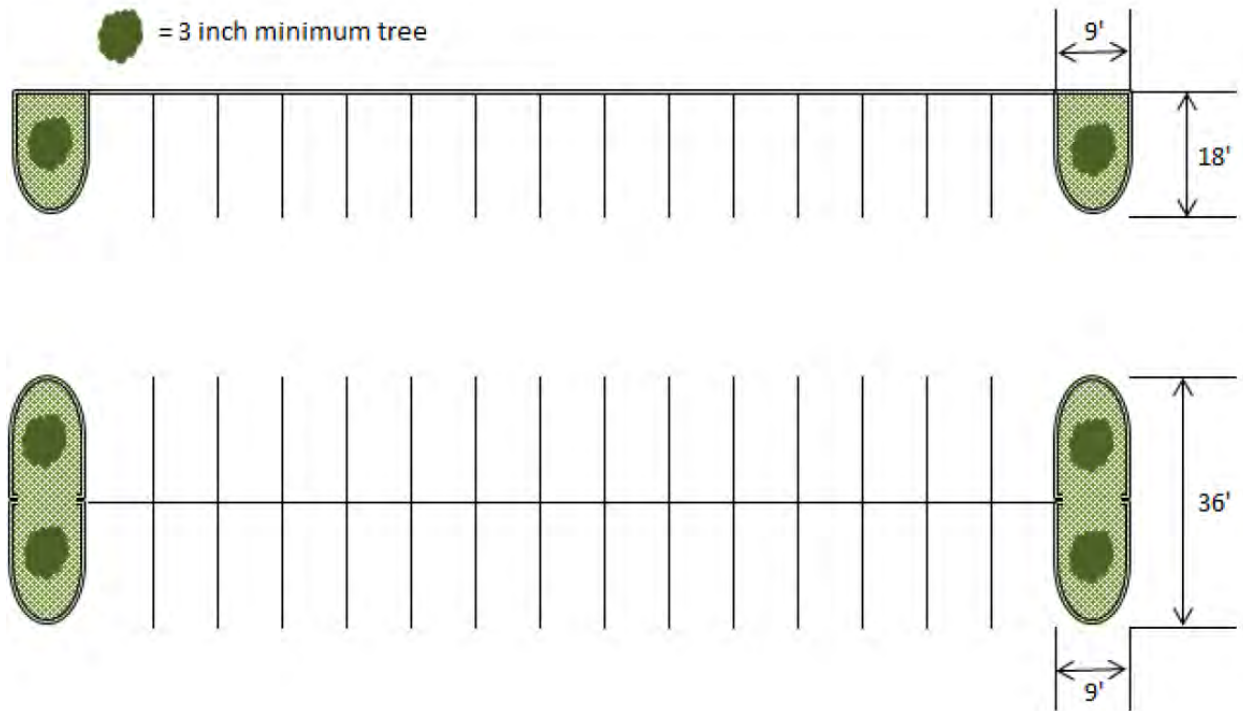 = 3 inch minimum tree
9'
18'
36'
9'